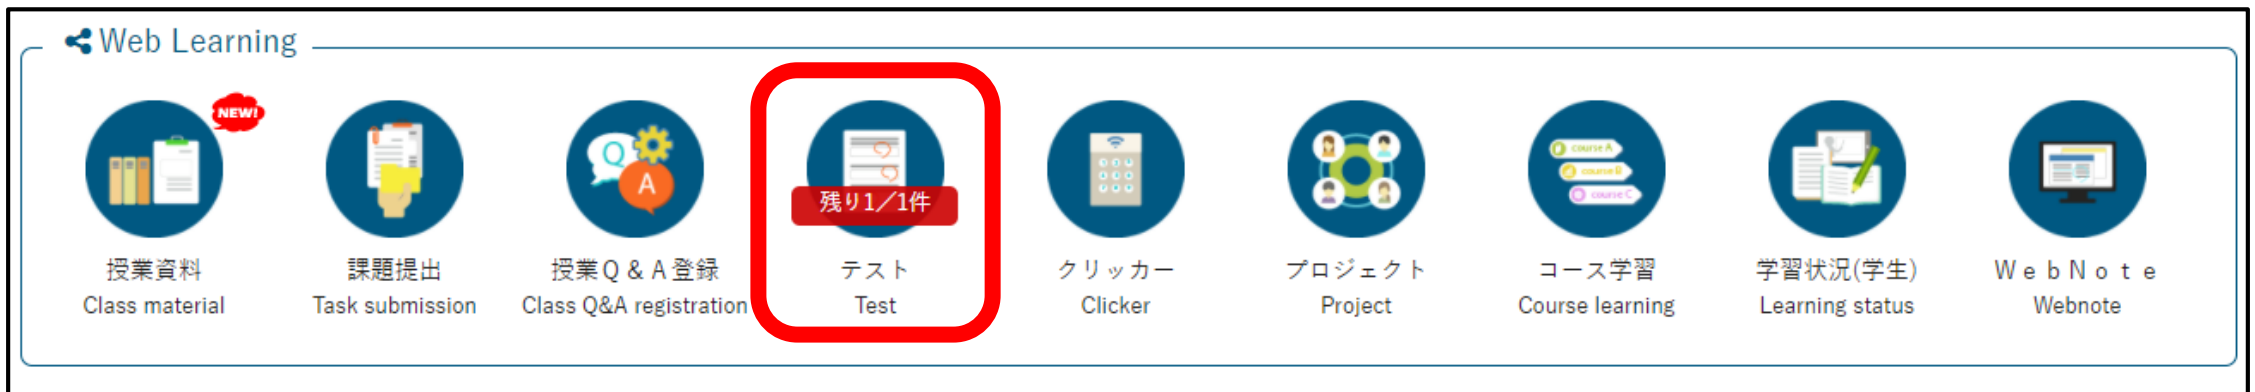 Web Learning
NEW!
Q
A
残り1／1件
course A
course B
course C
授業資料
Class material
課題提出
Task submission
授業Ｑ＆Ａ登録
Class Q&A registration
テスト
Test
クリッカー
Clicker
プロジェクト
Project
コース学習
Course learning
学習状況(学生)
Learning status
ＷｅｂＮｏｔｅ
Webnote